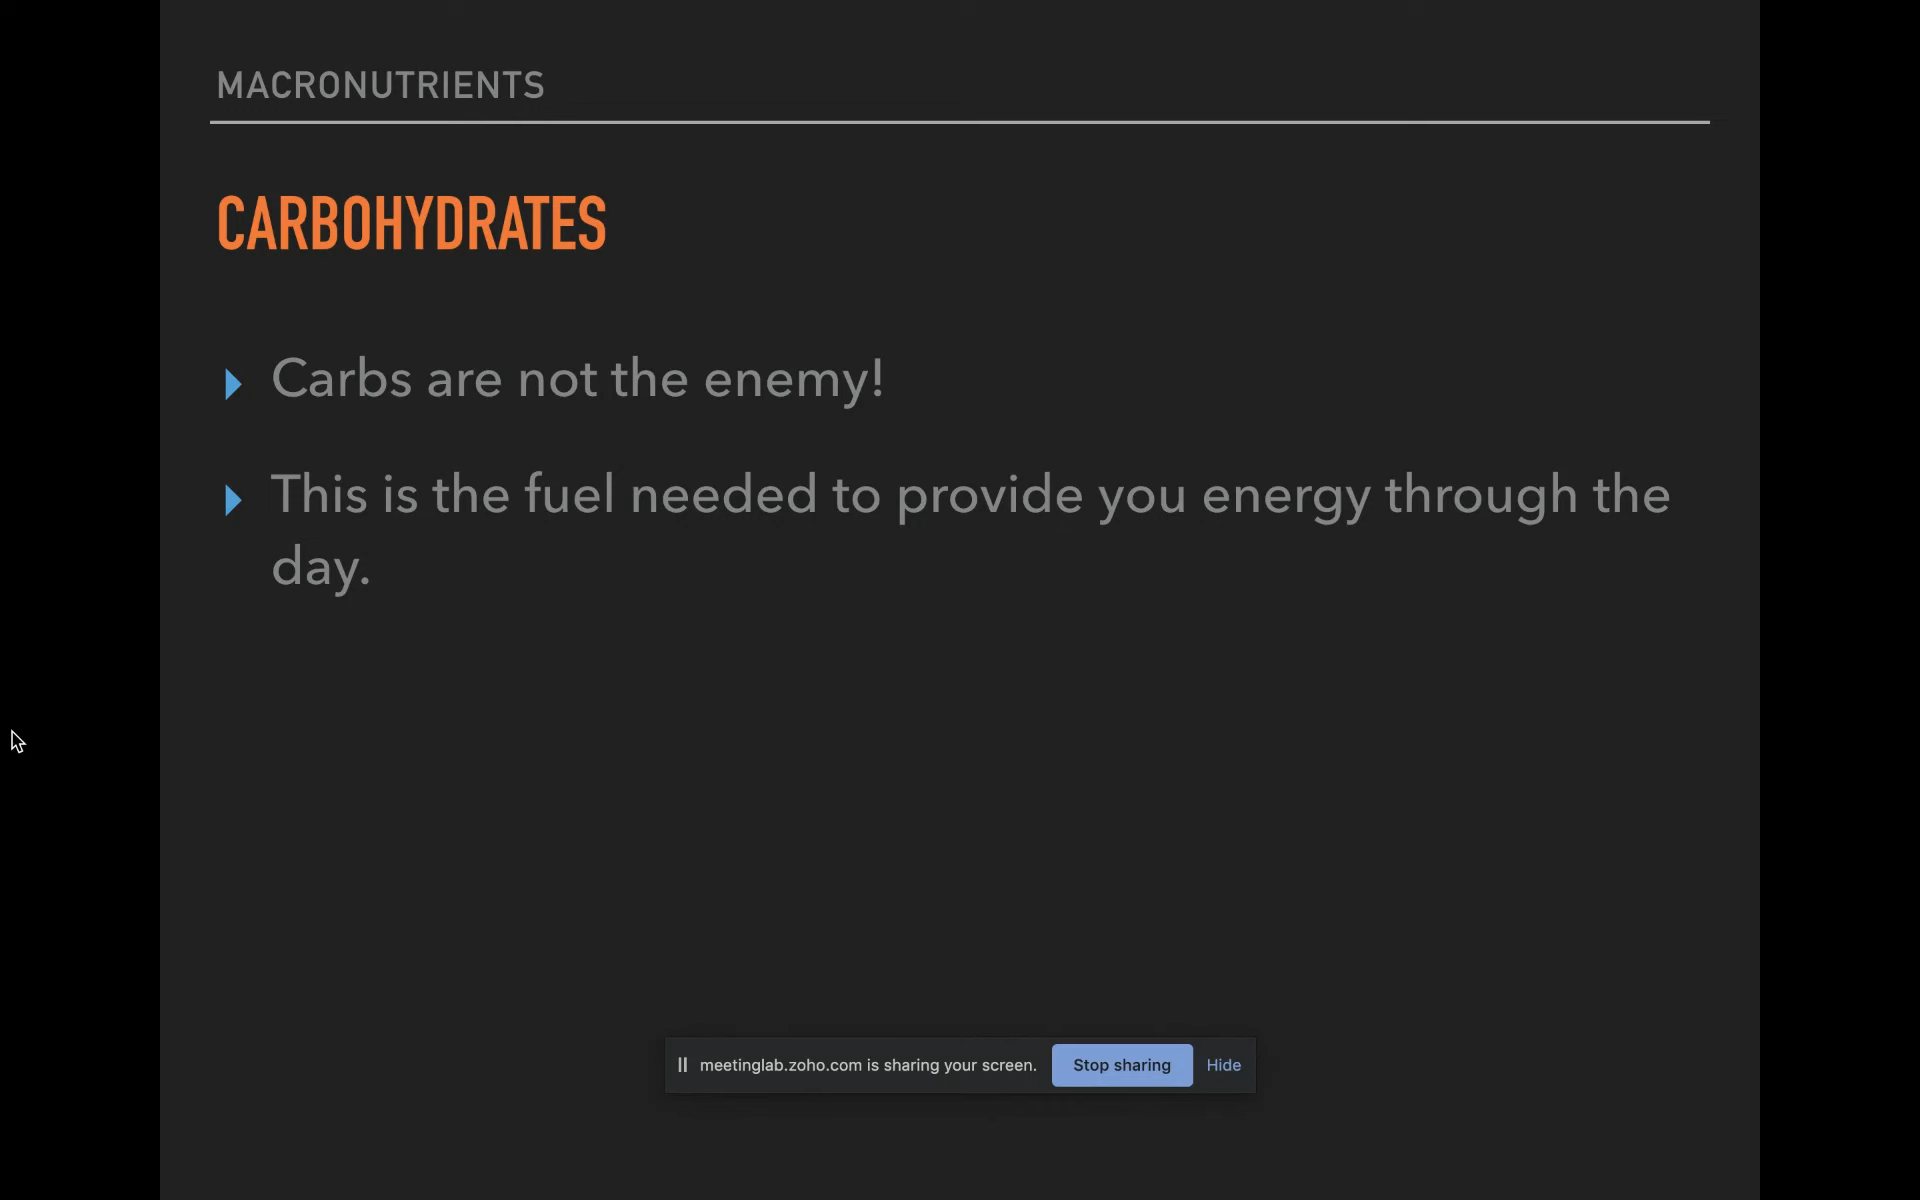 MACRONUTRIENTS
CARBOHYDRATES
Carbs are not the enemy!
This is the fuel needed to provide you energy through the
day.
meetinglab.zoho.com is sharing your screen. Stop sharing Hide